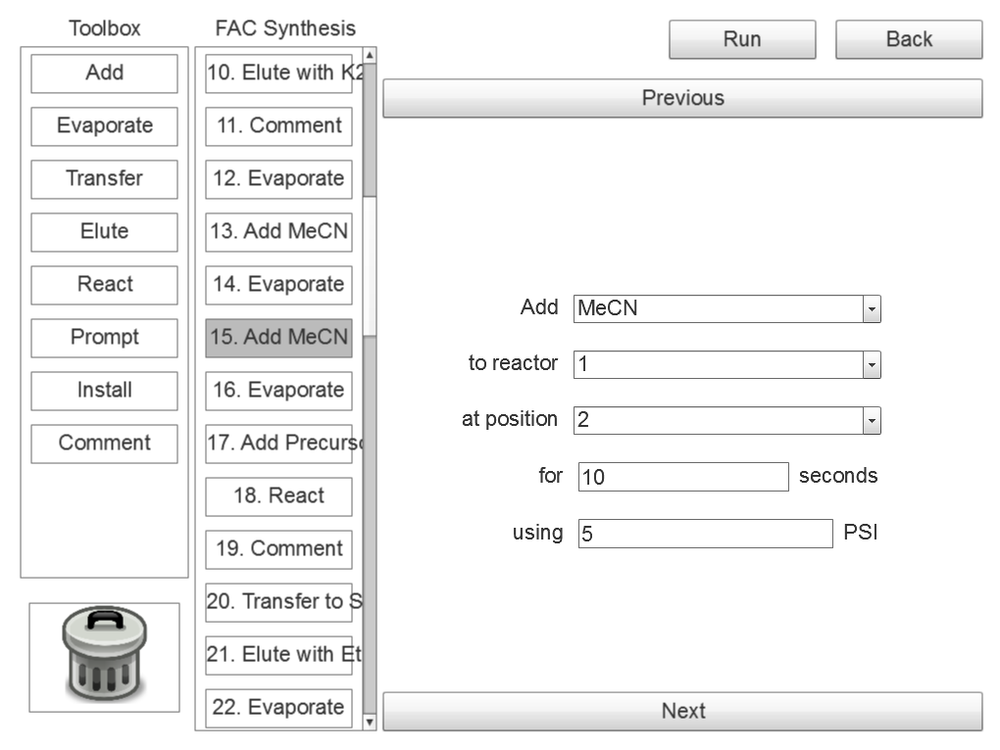 Toolbox
Add
Evaporate
Transfer
Elute
React
Prompt
Install
Comment
FAC Synthesis
10. Elute with K2
11. Comment
12. Evaporate
13. Add MeCN
14. Evaporate
15. Add MeCN
16. Evaporate
17. Add Precurso
18. React
19. Comment
20. Transfer to S
21. Elute with Et
22. Evaporate
Run
Back
Previous
Add MeCN
to reactor 1
at position 2
for 10 seconds
using 5 PSI
Next